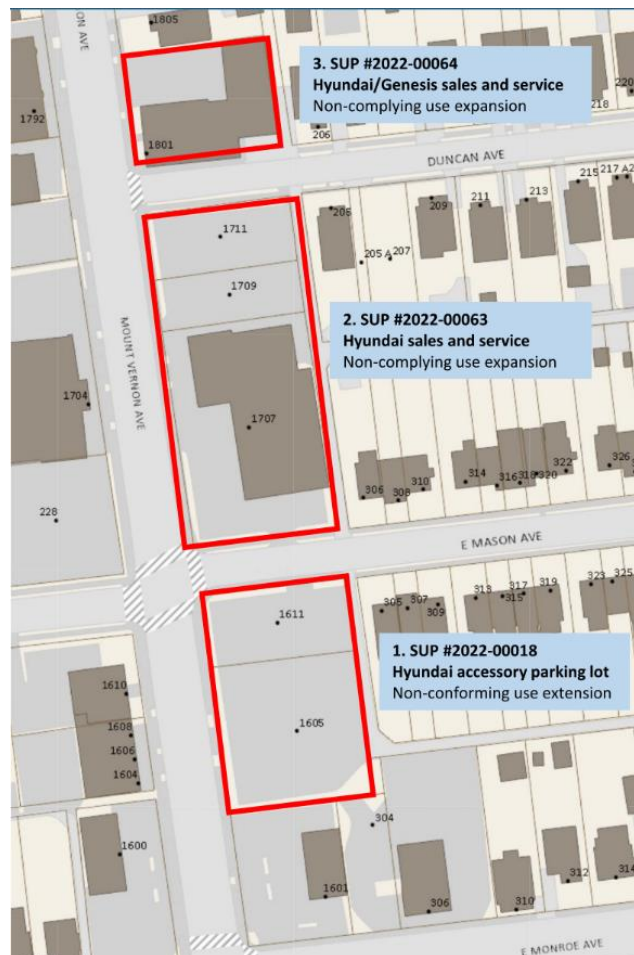 ON AVE
1805
1792
1801
3. SUP #2022-00064
Hyundai/Genesis sales and service
Non-complying use expansion
206
218
220
DUNCAN AVE
1711
1709
205 A
207
209
211
213
215
217 A
MOUNT VERNON AVE
2. SUP #2022-00063
Hyundai sales and service
Non-complying use expansion
1704
1707
228
306
308
310
314
316
318
320
322
326
E MASON AVE
1611
305
307
309
313
315
317
319
323
325
1. SUP #2022-00018
Hyundai accessory parking lot
Non-conforming use extension
1605
1610
1608
1606
1604
1600
304
1601
306
310
312
314
E MONROE AVE